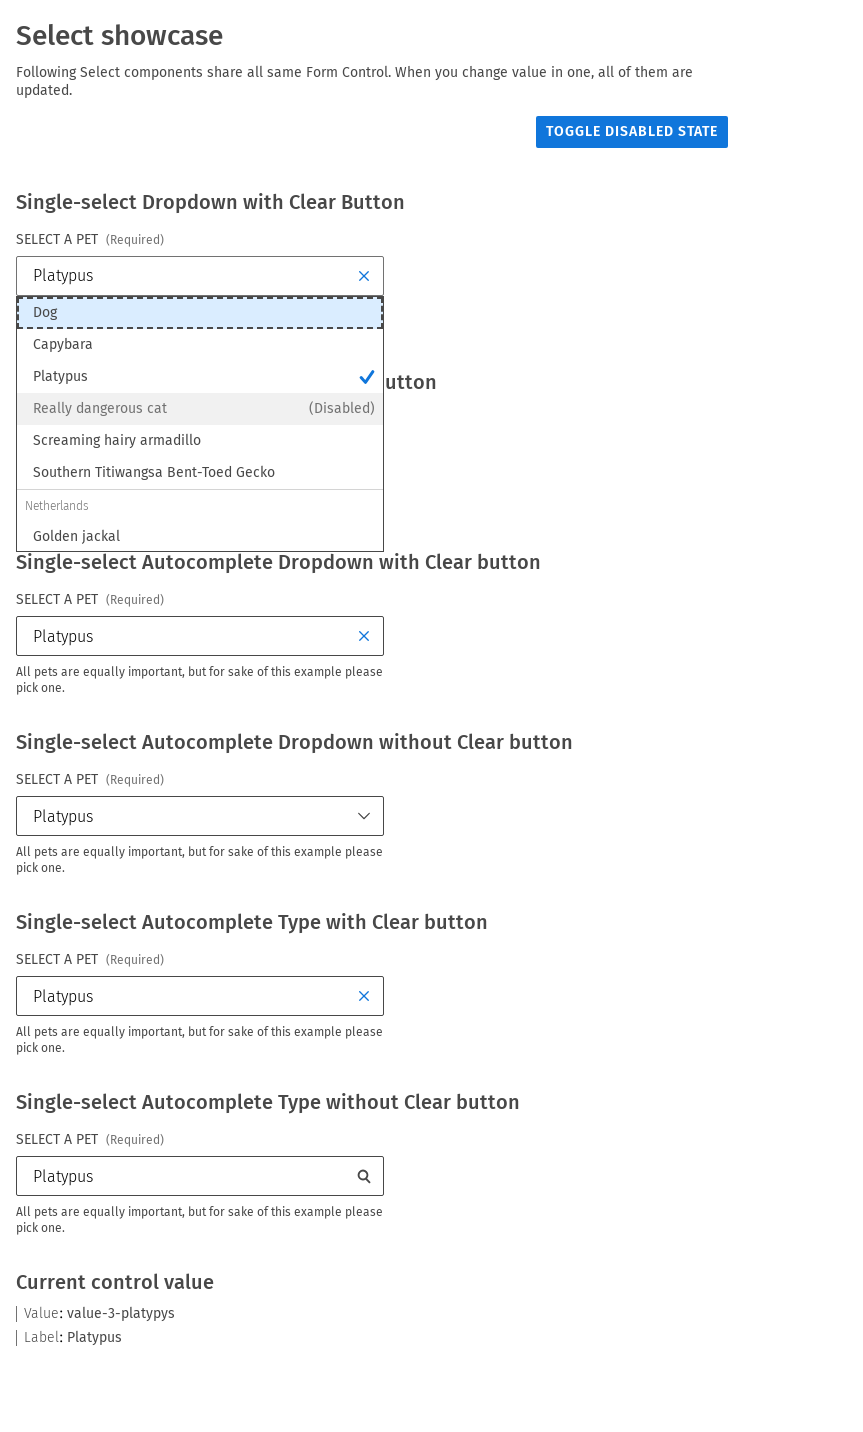 Select showcase
Following Select components share all same Form Control. When you change value in one, all of them are
updated.
TOGGLE DISABLED STATE
Single-select Dropdown with Clear Button
SELECT A PET (Required)
Platypus
Dog
Capybara
Platypus
utton
Really dangerous cat (Disabled)
Screaming hairy armadillo
Southern Titiwangsa Bent-Toed Gecko
Netherlands
Golden jackal
Single-select Autocomplete Dropdown with Clear button
SELECT A PET (Required)
Platypus
All pets are equally important, but for sake of this example please
pick one.
Single-select Autocomplete Dropdown without Clear button
SELECT A PET (Required)
Platypus
All pets are equally important, but for sake of this example please
pick one.
Single-select Autocomplete Type with Clear button
SELECT A PET (Required)
Platypus
All pets are equally important, but for sake of this example please
pick one.
Single-select Autocomplete Type without Clear button
SELECT A PET (Required)
Platypus
All pets are equally important, but for sake of this example please
pick one.
Current control value
Value: value-3-platypys
Label: Platypus